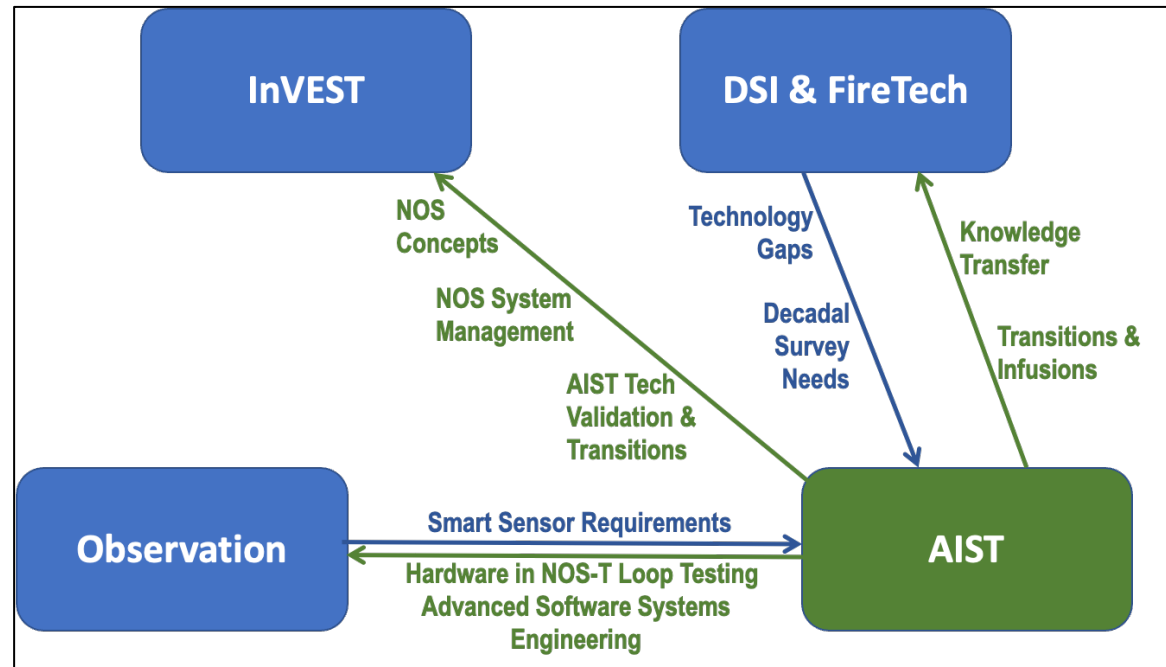 InVEST
DSI & FireTech
NOS
Concepts
NOS System
Management
AIST Tech
Validation &
Transitions
Technology
Gaps
Decadal
Survey
Needs
Knowledge
Transfer
Transitions &
Infusions
Observation
Smart Sensor Requirements
Hardware in NOS-T Loop Testing
Advanced Software Systems
Engineering
AIST